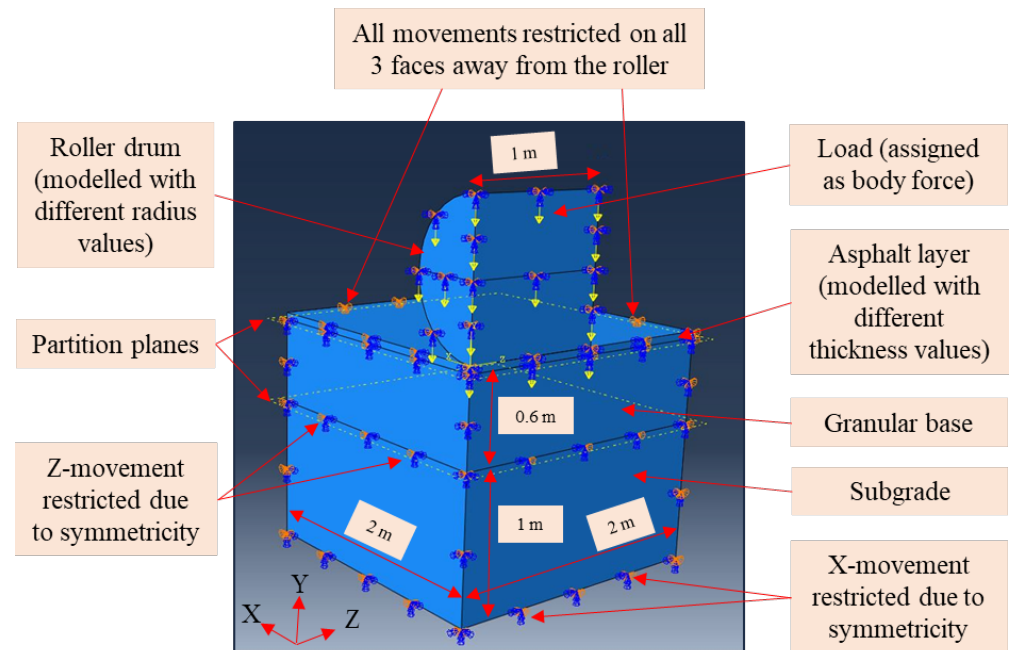 All movements restricted on all
3 faces away from the roller
Roller drum
(modelled with
different radius
values)
1 m
Load (assigned
as body force)
Asphalt layer
(modelled with
different
thickness values)
Partition planes
0.6 m
Granular base
Z-movement
restricted due
to symmetricity
Subgrade
2 m
1 m
2 m
X-movement
restricted due to
symmetricity
Y
X
Z
x
z